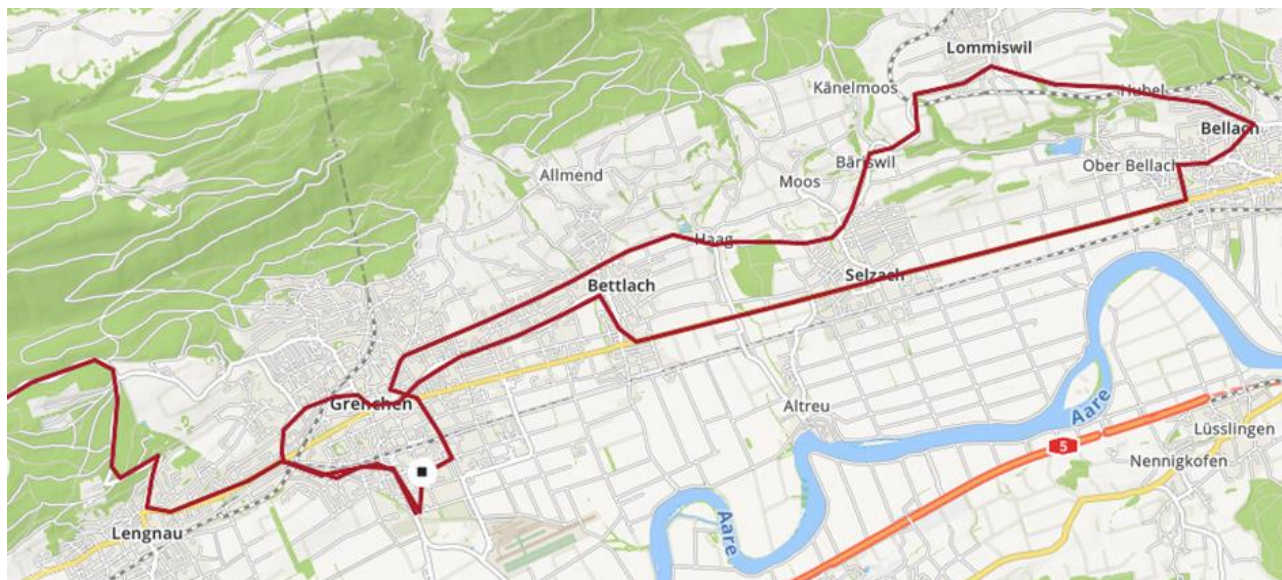 Lommiswil
Känelmoos
Hubel
Bellach
Bäriswil
Ober Bellach
Allmend
Moos
Haag
Selzach
Bettlach
Grenchen
Altreu
Aare
5
Lüsslingen
Nennigkofen
Lengnau
Aare